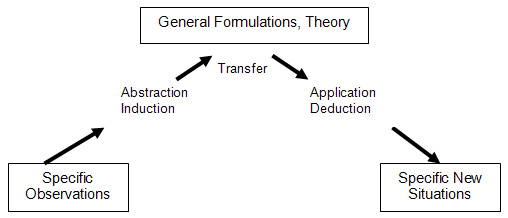 General Formulations, Theory
Transfer
Abstraction
Induction
Application
Deduction
Specific
Observations
Specific New
Situations